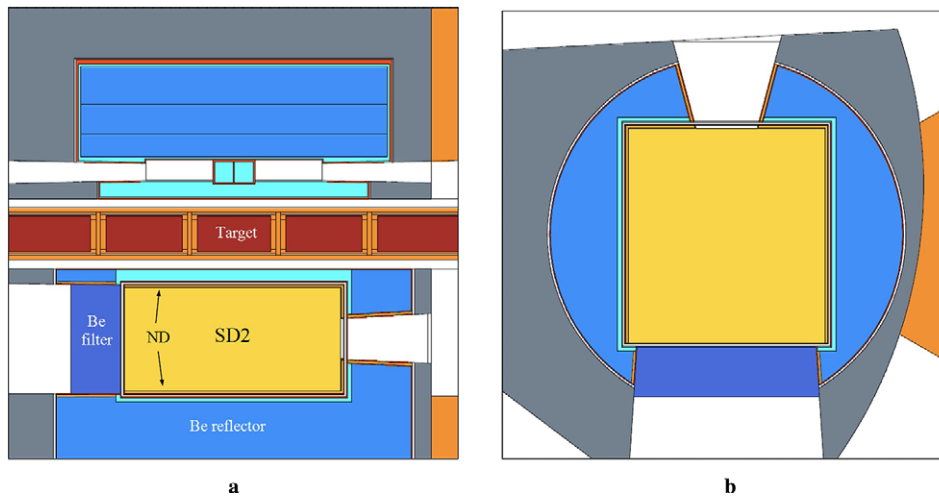 Target
Be
filter
ND
SD2
Be reflector
a
b